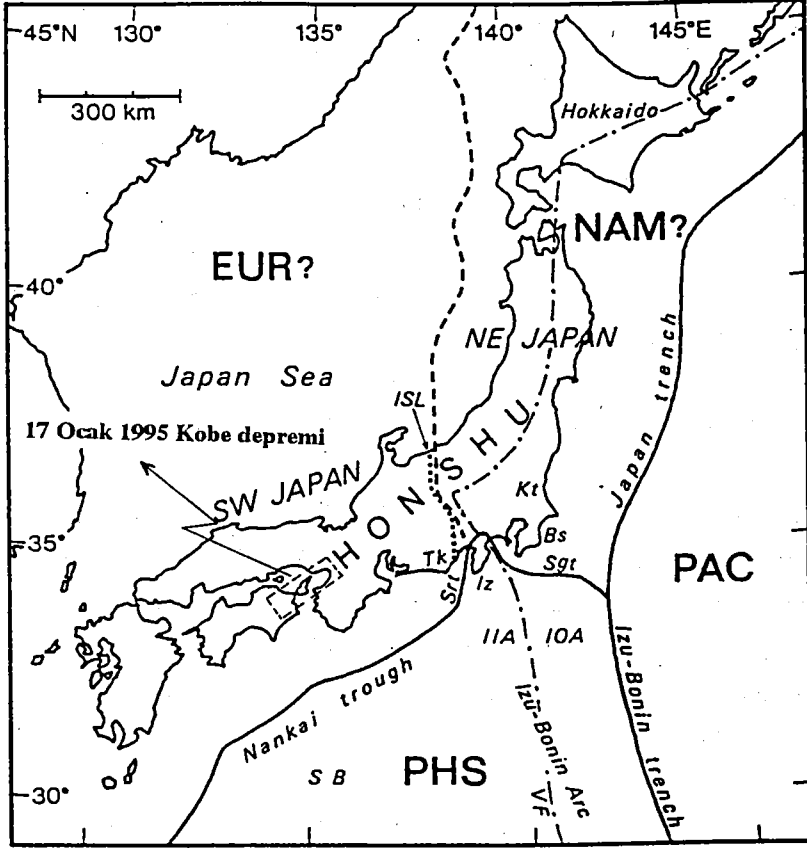 45°N 130° 135° 140° 145°E
300 km
Hokkaido
NAM?
EUR?
40°
NE JAPAN
Japan Sea
Japan trench
ISL
17 Ocak 1995 Kobe depremi
SW JAPAN
HONSHU
Kt
35°
Bs
Tk
Sgt
PAC
Srt
Iz
IIA IOA
Nankai trough
Izu-Bonin Arc
Izu-Bonin trench
SB
PHS
VF
30°